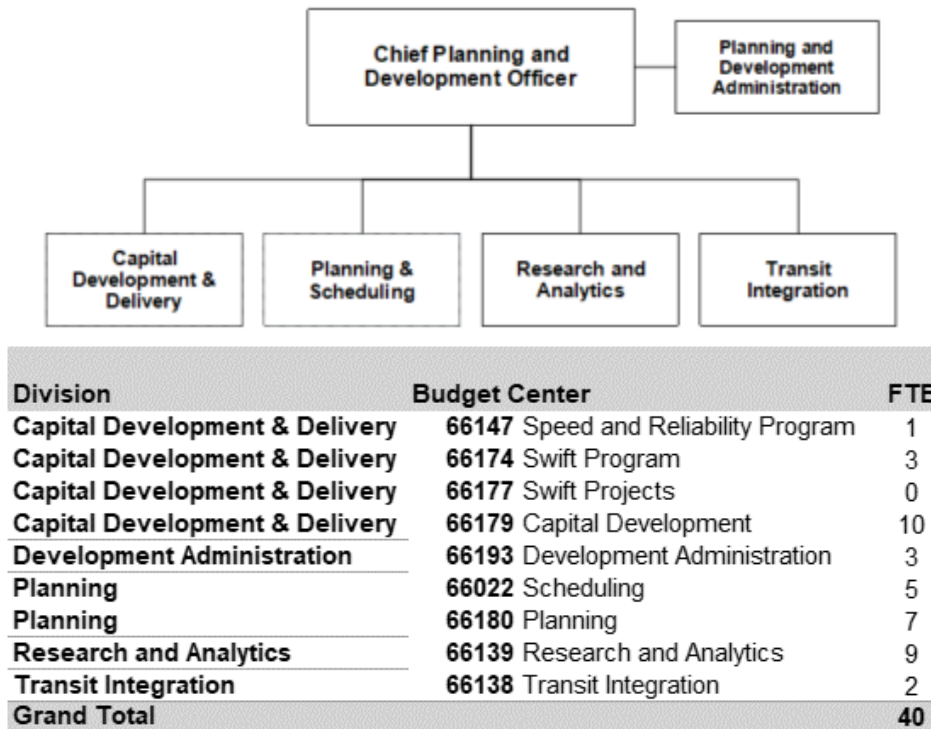 Chief Planning and
Development Officer
Planning and
Development
Administration
Capital
Development &
Delivery
Planning &
Scheduling
Research and
Analytics
Transit
Integration
Division Budget Center FTE
Capital Development & Delivery 66147 Speed and Reliability Program 1
Capital Development & Delivery 66174 Swift Program 3
Capital Development & Delivery 66177 Swift Projects 0
Capital Development & Delivery 66179 Capital Development 10
Development Administration 66193 Development Administration 3
Planning 66022 Scheduling 5
Planning 66180 Planning 7
Research and Analytics 66139 Research and Analytics 9
Transit Integration 66138 Transit Integration 2
Grand Total 40